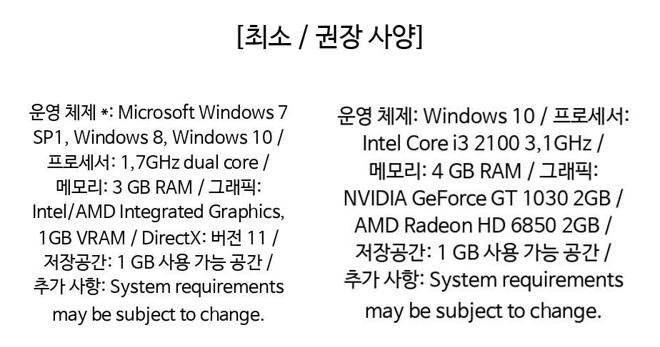 [최소 / 권장 사양]
운영 체제 *: Microsoft Windows 7
SP1, Windows 8, Windows 10 /
프로세서: 1,7GHz dual core /
메모리: 3 GB RAM / 그래픽:
Intel/AMD Integrated Graphics,
1GB VRAM / DirectX: 버전 11 /
저장공간: 1 GB 사용 가능 공간 /
추가 사항: System requirements
may be subject to change.
운영 체제: Windows 10 / 프로세서:
Intel Core i3 2100 3,1GHz /
메모리: 4 GB RAM / 그래픽:
NVIDIA GeForce GT 1030 2GB /
AMD Radeon HD 6850 2GB /
저장공간: 1 GB 사용 가능 공간 /
추가 사항: System requirements
may be subject to change.